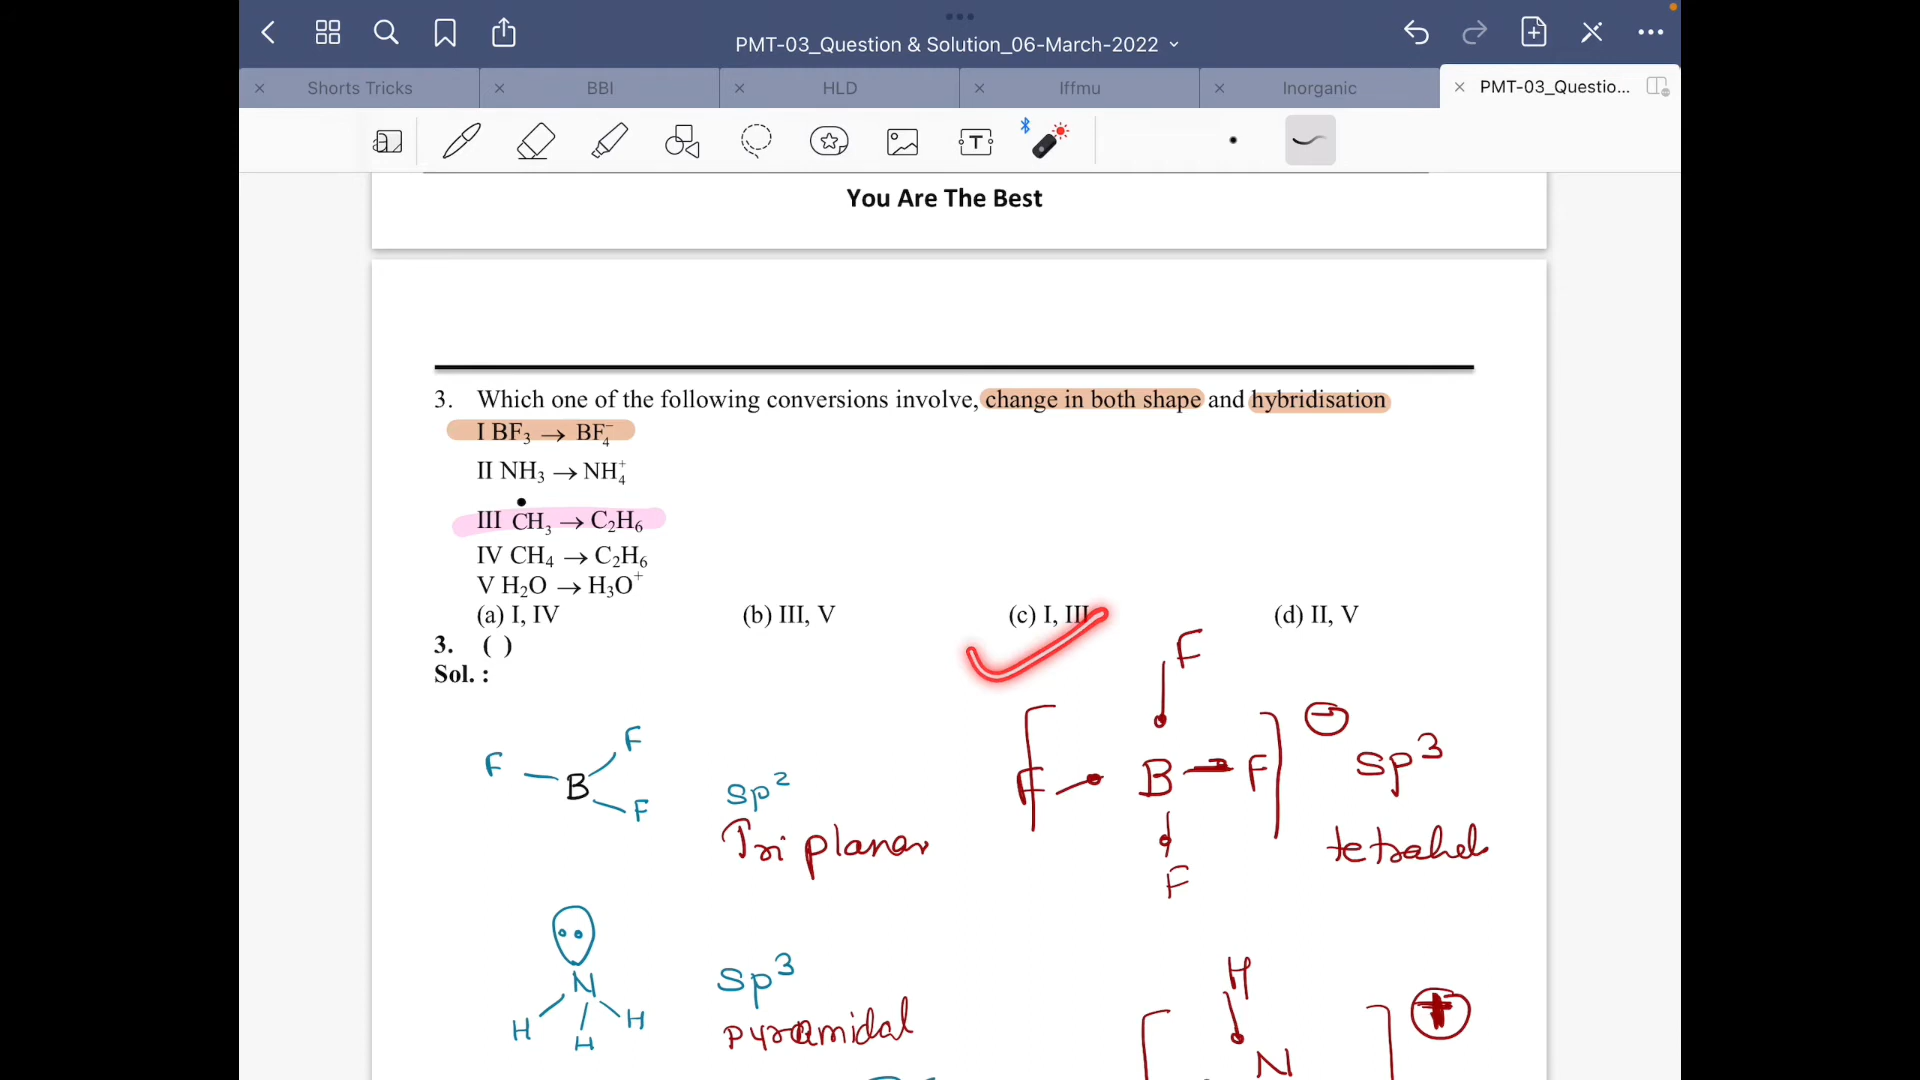 PMT-03_Question & Solution_06-March-2022
Shorts Tricks
BBI
HLD
Iffmu
Inorganic
PMT-03_Questio...
T
You Are The Best
3. Which one of the following conversions involve, change in both shape and hybridisation
I BF₃ → BF₄⁻
II NH₃ → NH₄⁺
III ĊH₃ → C₂H₆
IV CH₄ → C₂H₆
V H₂O → H₃O⁺
(a) I, IV (b) III, V (c) I, III (d) II, V
3. ( )
Sol. :
F
F
B
F
sp²
Tri planar
F
F B F
F
⊖
sp³
tetrahed
N
H H H
sp³
pyramidal
H
N
+